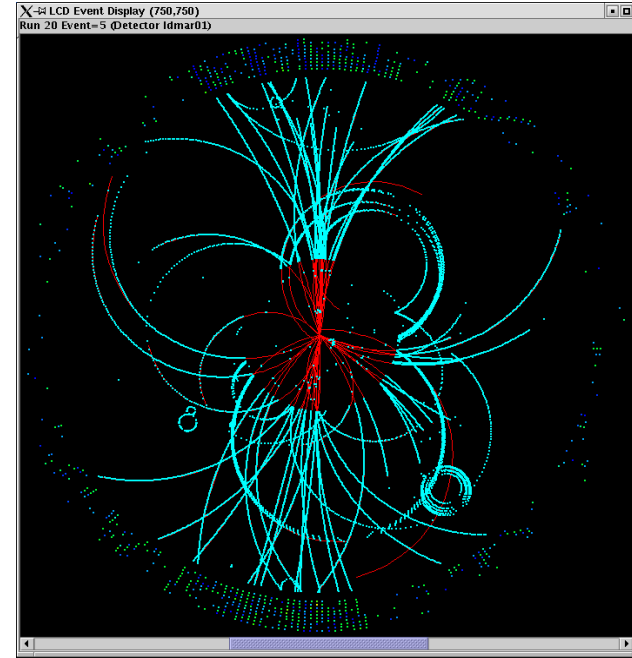 LCD Event Display (750,750)
Run 20 Event=5 (Detector ldmar01)